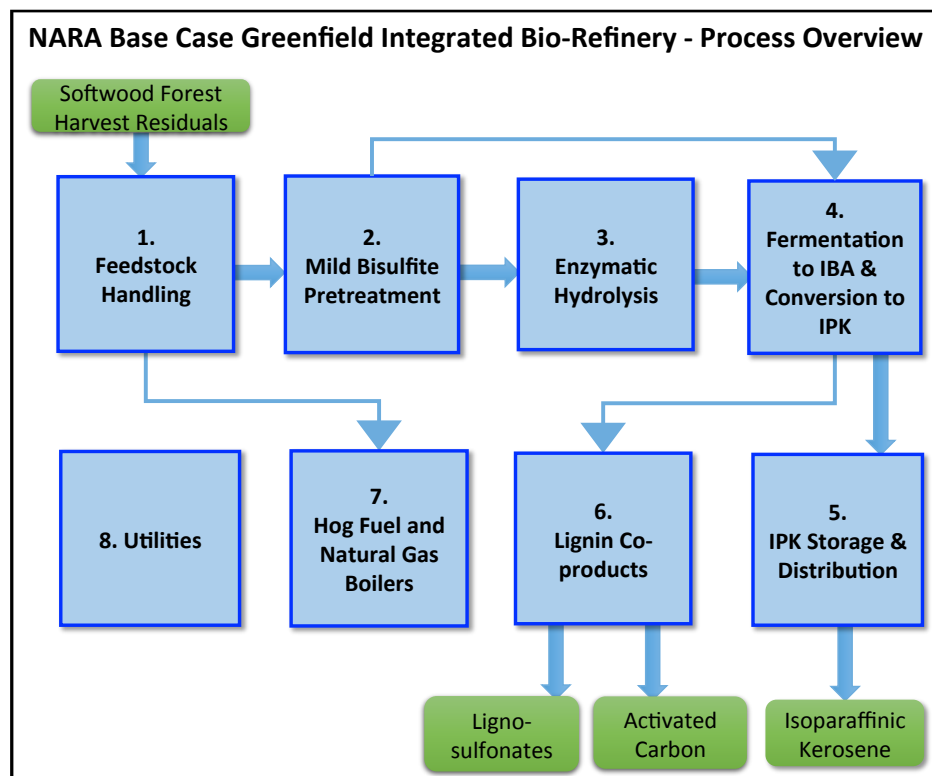 NARA Base Case Greenfield Integrated Bio-Refinery - Process Overview
Softwood Forest
Harvest Residuals
1.
Feedstock
Handling
2.
Mild Bisulfite
Pretreatment
3.
Enzymatic
Hydrolysis
4.
Fermentation
to IBA &
Conversion to
IPK
8. Utilities
7.
Hog Fuel and
Natural Gas
Boilers
6.
Lignin Co-
products
5.
IPK Storage &
Distribution
Ligno-
sulfonates
Activated
Carbon
Isoparaffinic
Kerosene